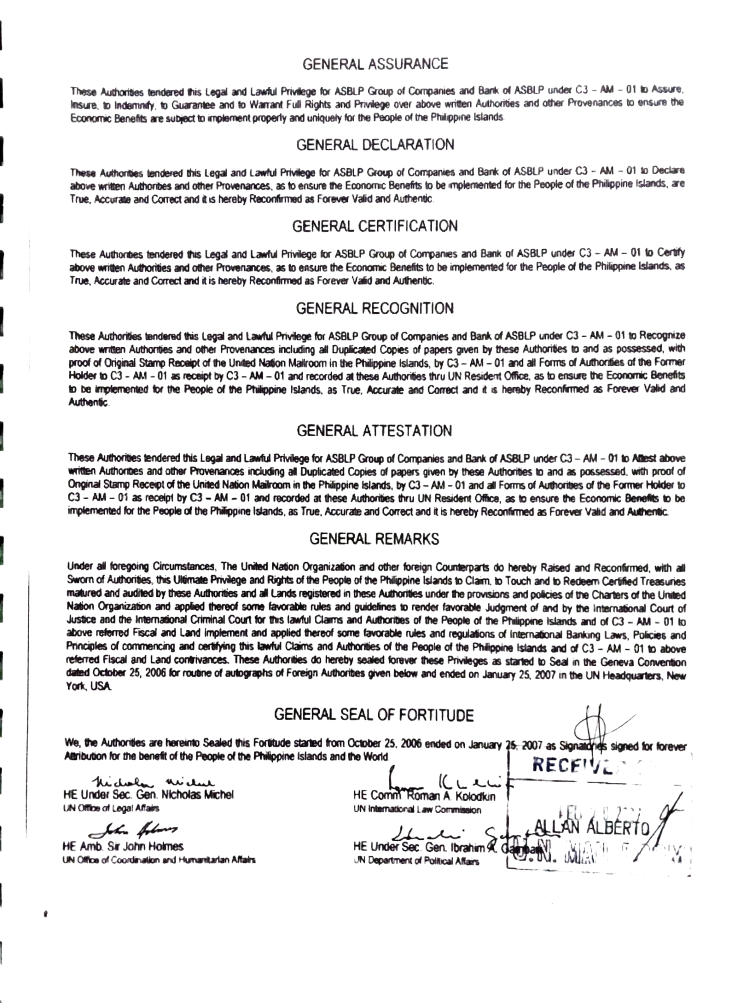 GENERAL ASSURANCE
These Authorities tendered this Legal and Lawful Privilege for ASBLP Group of Companies and Bank of ASBLP under C3 – AM – 01 to Assure,
Insure, to Indemnify, to Guarantee and to Warrant Full Rights and Privilege over above written Authorities and other Provenances to ensure the
Economic Benefits are subject to implement properly and uniquely for the People of the Philippine Islands.
GENERAL DECLARATION
These Authorities tendered this Legal and Lawful Privilege for ASBLP Group of Companies and Bank of ASBLP under C3 – AM – 01 to Declare
above written Authorities and other Provenances, as to ensure the Economic Benefits to be implemented for the People of the Philippine Islands, are
True, Accurate and Correct and it is hereby Reconfirmed as Forever Valid and Authentic.
GENERAL CERTIFICATION
These Authorities tendered this Legal and Lawful Privilege for ASBLP Group of Companies and Bank of ASBLP under C3 – AM – 01 to Certify
above written Authorities and other Provenances, as to ensure the Economic Benefits to be implemented for the People of the Philippine Islands, as
True, Accurate and Correct and it is hereby Reconfirmed as Forever Valid and Authentic.
GENERAL RECOGNITION
These Authorities tendered this Legal and Lawful Privilege for ASBLP Group of Companies and Bank of ASBLP under C3 – AM – 01 to Recognize
above written Authorities and other Provenances including all Duplicated Copies of papers given by these Authorities to and as possessed, with
proof of Original Stamp Receipt of the United Nation Mailroom in the Philippine Islands, by C3 – AM – 01 and all Forms of Authorities of the Former
Holder to C3 – AM – 01 as receipt by C3 – AM – 01 and recorded at these Authorities thru UN Resident Office, as to ensure the Economic Benefits
to be implemented for the People of the Philippine Islands, as True, Accurate and Correct and it is hereby Reconfirmed as Forever Valid and
Authentic.
GENERAL ATTESTATION
These Authorities tendered this Legal and Lawful Privilege for ASBLP Group of Companies and Bank of ASBLP under C3 – AM – 01 to Attest above
written Authorities and other Provenances including all Duplicated Copies of papers given by these Authorities to and as possessed, with proof of
Original Stamp Receipt of the United Nation Mailroom in the Philippine Islands, by C3 – AM – 01 and all Forms of Authorities of the Former Holder to
C3 – AM – 01 as receipt by C3 – AM – 01 and recorded at these Authorities thru UN Resident Office, as to ensure the Economic Benefits to be
implemented for the People of the Philippine Islands, as True, Accurate and Correct and it is hereby Reconfirmed as Forever Valid and Authentic.
GENERAL REMARKS
Under all foregoing Circumstances, The United Nation Organization and other foreign Counterparts do hereby Raised and Reconfirmed, with all
Sworn of Authorities, this Ultimate Privilege and Rights of the People of the Philippine Islands to Claim, to Touch and to Redeem Certified Treasures
matured and audited by these Authorities and all Lands registered in these Authorities under the provisions and policies of the Charters of the United
Nation Organization and applied thereof some favorable rules and guidelines to render favorable Judgment of and by the International Court of
Justice and the International Criminal Court for this lawful Claims and Authorities of the People of the Philippine Islands and of C3 – AM – 01 to
above referred Fiscal and Land implement and applied thereof some favorable rules and regulations of International Banking Laws, Policies and
Principles of commencing and certifying this lawful Claims and Authorities of the People of the Philippine Islands and of C3 – AM – 01 to above
referred Fiscal and Land contrivances. These Authorities do hereby sealed forever these Privileges as started to Seal in the Geneva Convention
dated October 25, 2006 for routine of autographs of Foreign Authorities given below and ended on January 25, 2007 in the UN Headquarters, New
York, USA.
GENERAL SEAL OF FORTITUDE
We, the Authorities are hereinto Sealed this Fortitude started from October 25, 2006 ended on January 25, 2007 as Signatories signed for forever
Attribution for the benefit of the People of the Philippine Islands and the World
HE Under Sec. Gen. Nicholas Michel
UN Office of Legal Affairs
HE Comm. Roman A. Kolodkin
UN International Law Commission
HE Amb. Sir John Holmes
UN Office of Coordination and Humanitarian Affairs
HE Under Sec. Gen. Ibrahim A. Gambari
UN Department of Political Affairs
RECEIVE
ALLAN ALBERTO